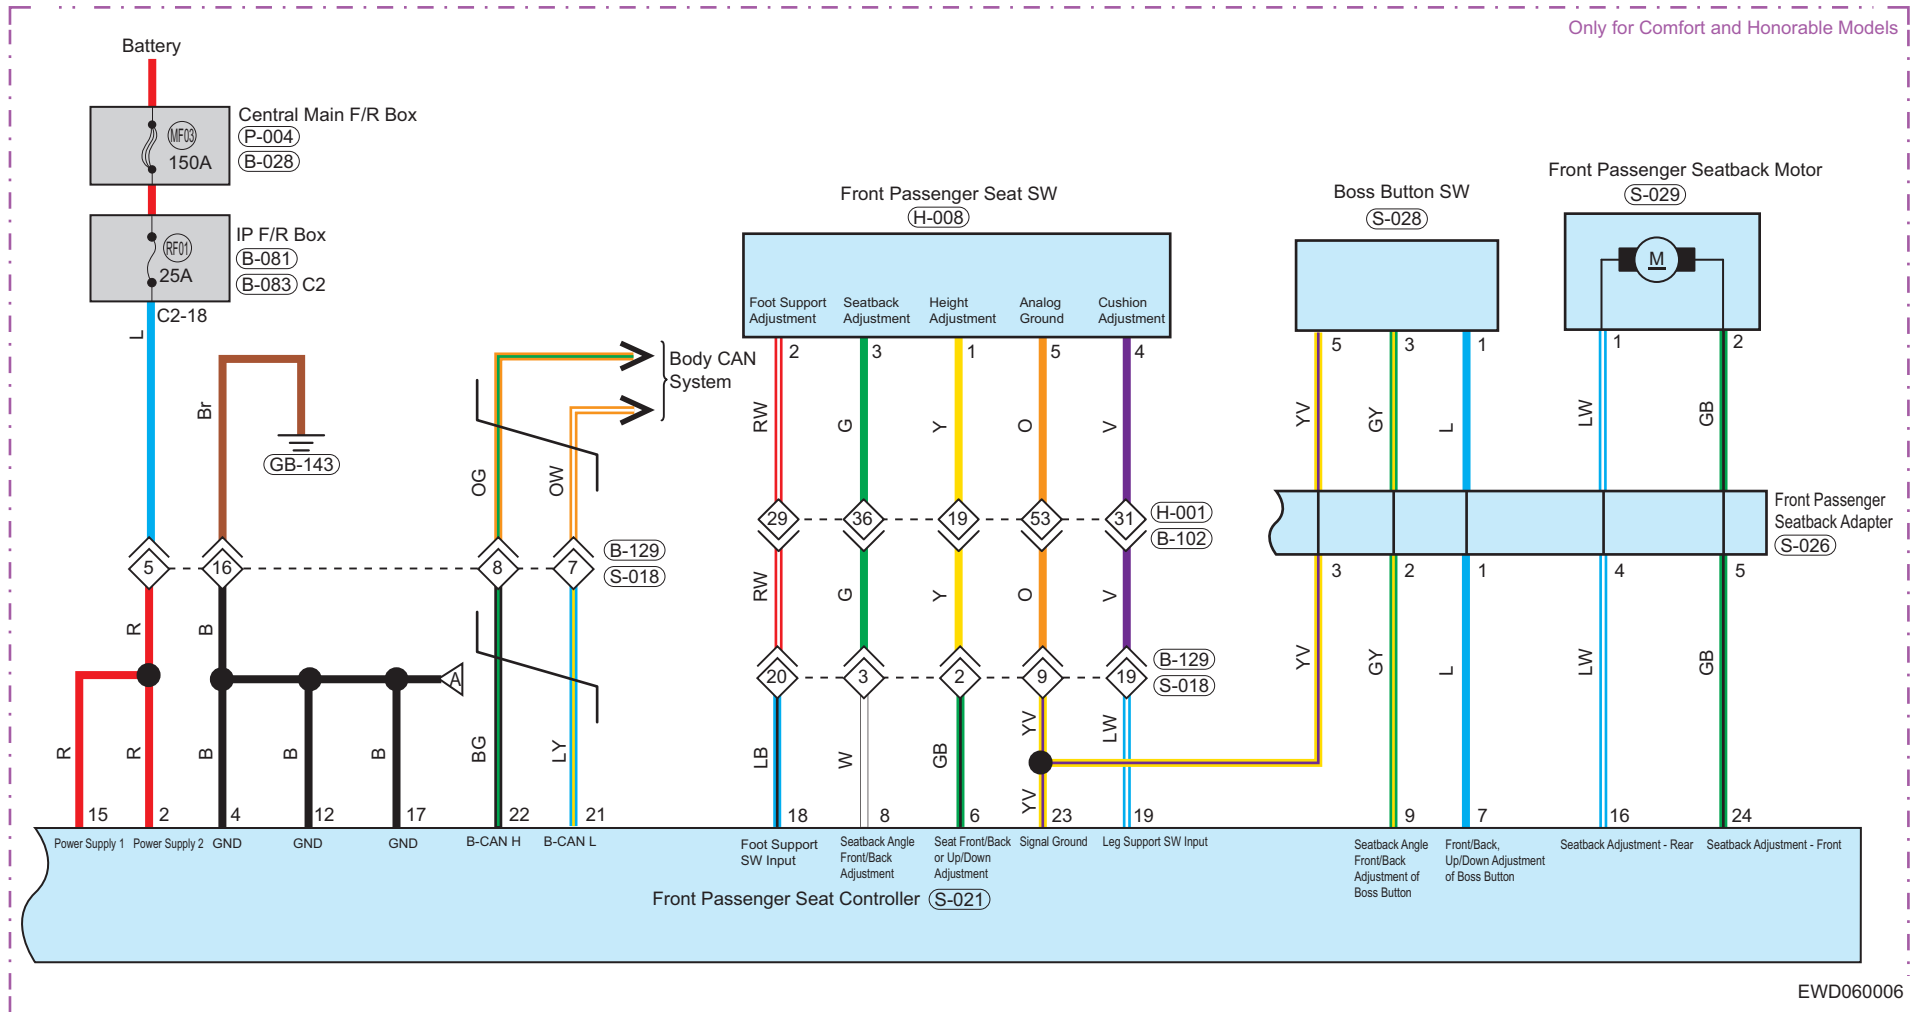 Only for Comfort and Honorable Models
Battery
Central Main F/R Box
P-004
B-028
MF03
150A
IP F/R Box
B-081
B-083 C2
RF01
25A
C2-18
L
Br
GB-143
Body CAN
System
OG
OW
5
16
8
7
B-129
S-018
R
B
A
R
R
B
B
B
BG
LY
Front Passenger Seat SW
H-008
Foot Support
Adjustment
Seatback
Adjustment
Height
Adjustment
Analog
Ground
Cushion
Adjustment
2
3
1
5
4
RW
G
Y
O
V
29
36
19
53
31
H-001
B-102
RW
G
Y
O
V
20
3
2
9
19
B-129
S-018
LB
W
GB
YV
YV
LW
Boss Button SW
S-028
5
3
1
YV
GY
L
Front Passenger Seatback Motor
S-029
M
1
2
LW
GB
Front Passenger
Seatback Adapter
S-026
3
2
1
4
5
YV
GY
L
LW
GB
15
2
4
12
17
22
21
18
8
6
23
19
9
7
16
24
Power Supply 1
Power Supply 2
GND
GND
GND
B-CAN H
B-CAN L
Foot Support
SW Input
Seatback Angle
Front/Back
Adjustment
Seat Front/Back
or Up/Down
Adjustment
Signal Ground
Leg Support SW Input
Seatback Angle
Front/Back
Adjustment of
Boss Button
Front/Back,
Up/Down Adjustment
of Boss Button
Seatback Adjustment - Rear
Seatback Adjustment - Front
Front Passenger Seat Controller S-021
EWD060006